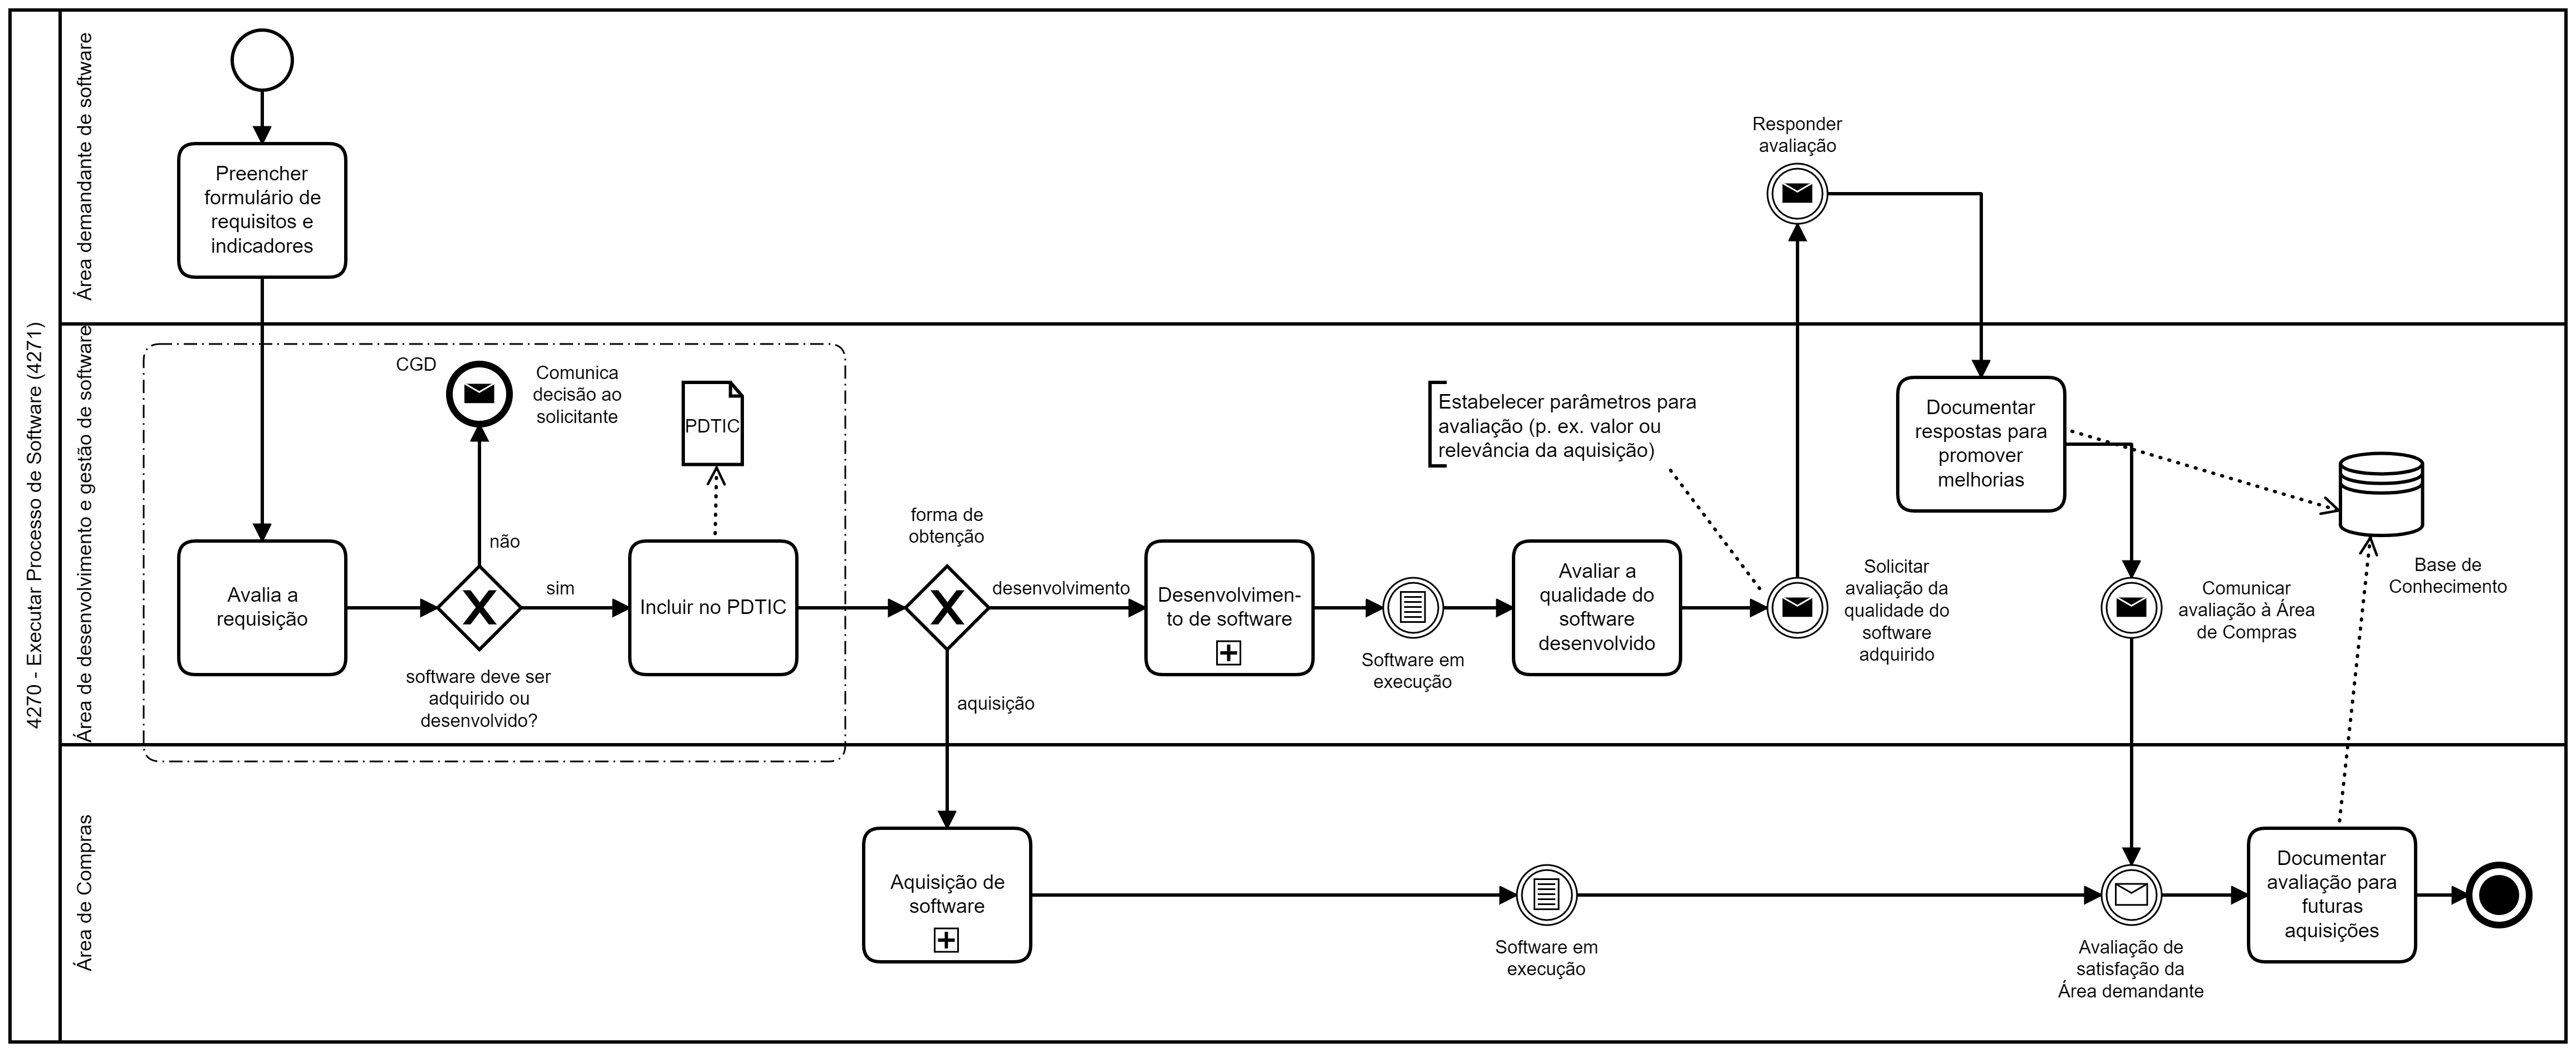 4270 - Executar Processo de Software (4271)
Área demandante de software
Preencher
formulário de
requisitos e
indicadores
Responder
avaliação
Área de desenvolvimento e gestão de software
CGD
Comunica
decisão ao
solicitante
PDTIC
Avalia a
requisição
não
sim
software deve ser
adquirido ou
desenvolvido?
Incluir no PDTIC
forma de
obtenção
desenvolvimento
aquisição
Desenvolvimen-
to de software
Software em
execução
Avaliar a
qualidade do
software
desenvolvido
Estabelecer parâmetros para
avaliação (p. ex. valor ou
relevância da aquisição)
Solicitar
avaliação da
qualidade do
software
adquirido
Documentar
respostas para
promover
melhorias
Comunicar
avaliação à Área
de Compras
Base de
Conhecimento
Área de Compras
Aquisição de
software
Software em
execução
Avaliação de
satisfação da
Área demandante
Documentar
avaliação para
futuras
aquisições